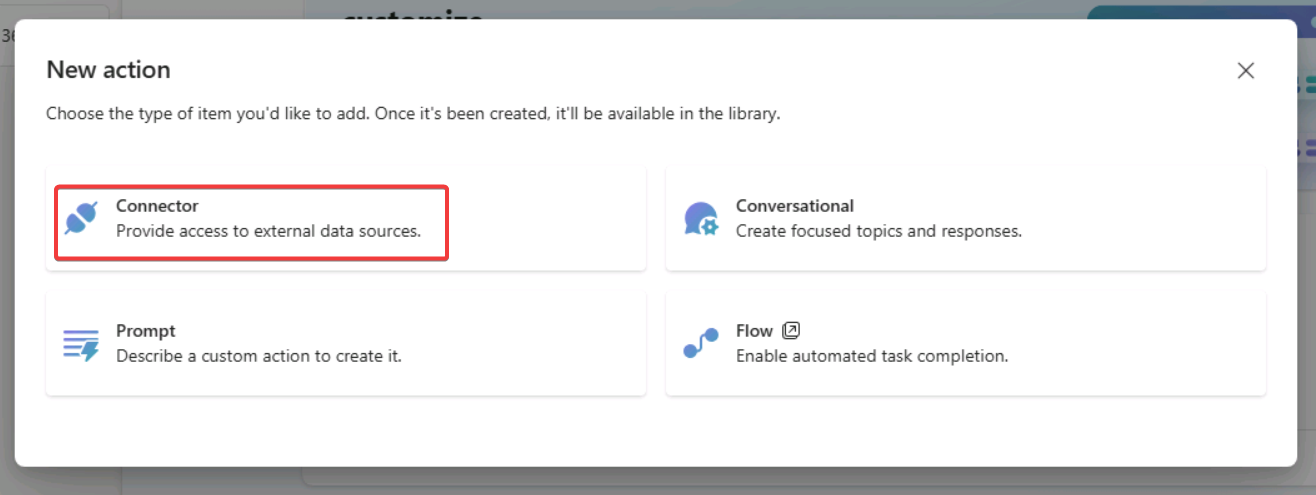 New action
Choose the type of item you'd like to add. Once it's been created, it'll be available in the library.
Connector
Provide access to external data sources.
Conversational
Create focused topics and responses.
Prompt
Describe a custom action to create it.
Flow
Enable automated task completion.